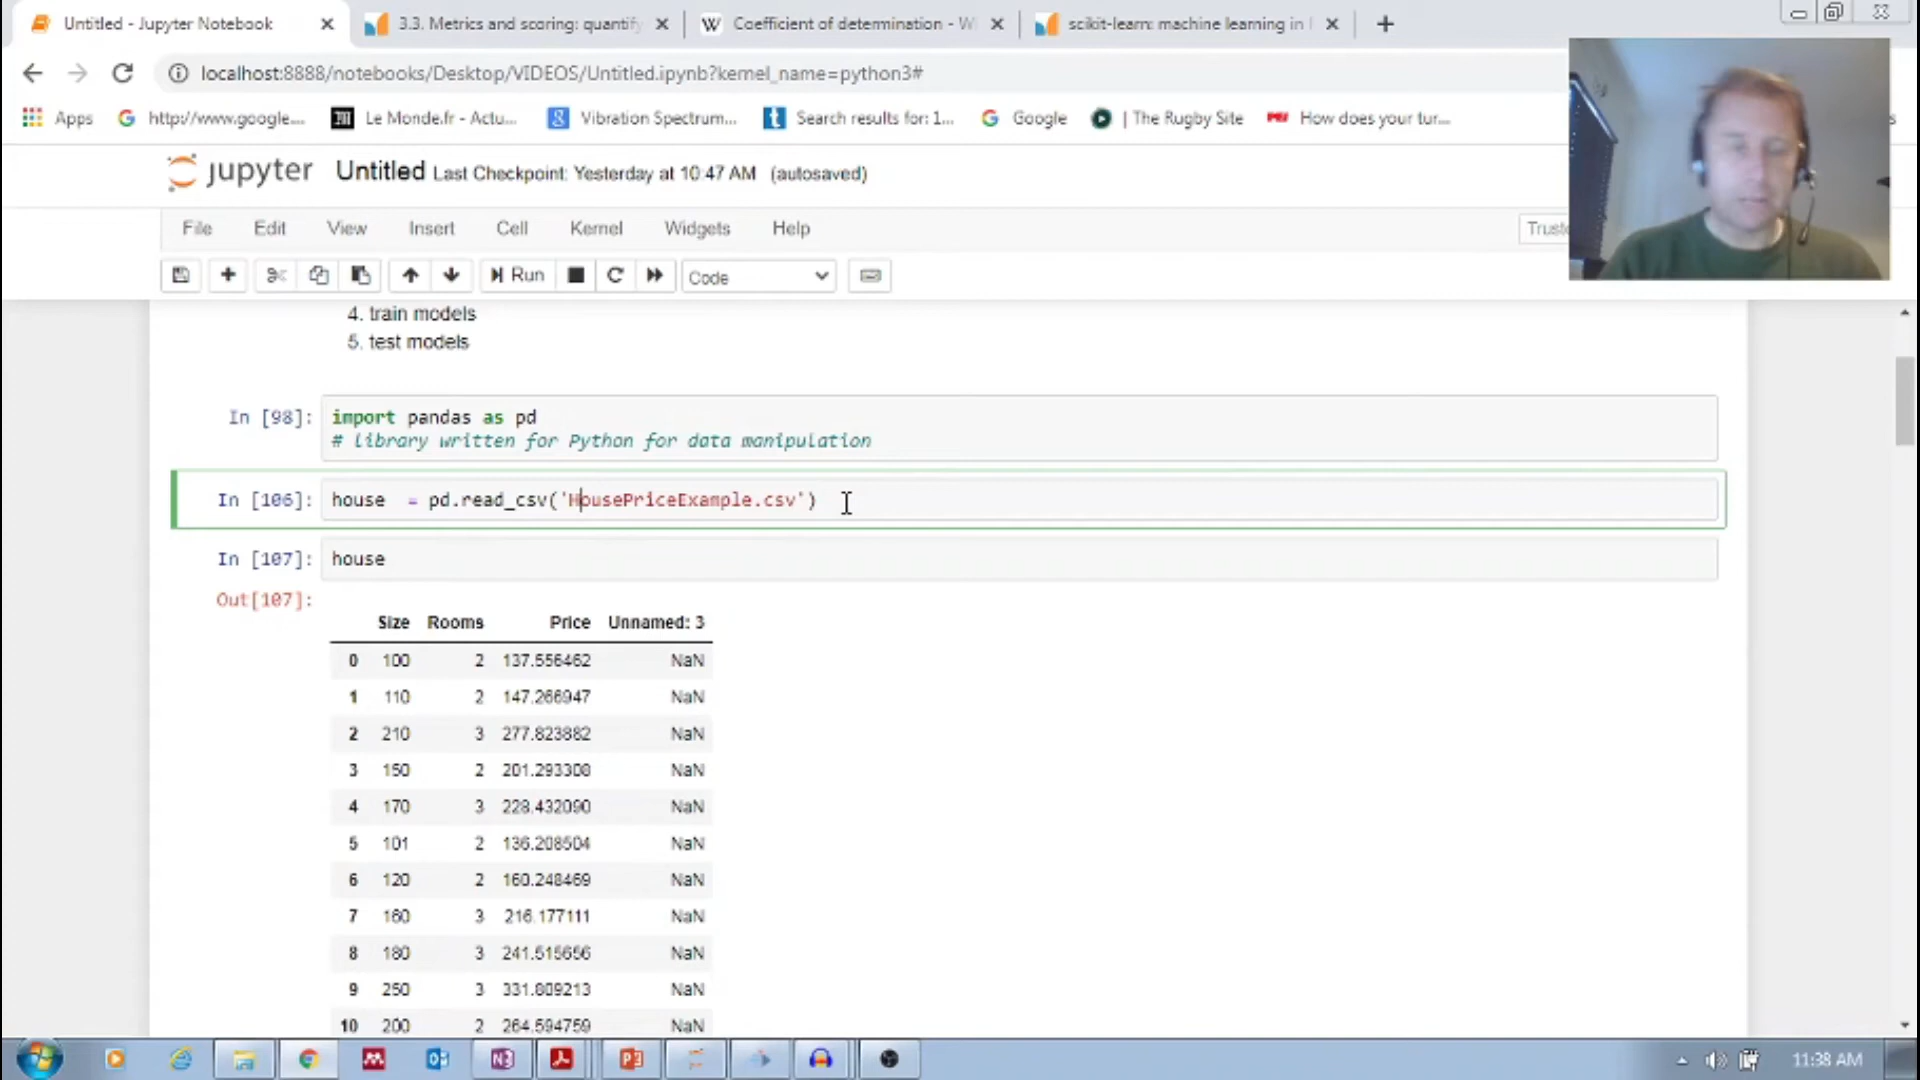 Untitled - Jupyter Notebook
3.3. Metrics and scoring: quantify
Coefficient of determination - W
scikit-learn: machine learning in
localhost:8888/notebooks/Desktop/VIDEOS/Untitled.ipynb?kernel_name=python3#
Apps http://www.google.... Le Monde.fr - Actu... Vibration Spectrum... Search results for: 1... Google | The Rugby Site How does your tur...
jupyter Untitled Last Checkpoint: Yesterday at 10:47 AM (autosaved)
File Edit View Insert Cell Kernel Widgets Help Truste
Run Code
4. train models
5. test models
In [98]: import pandas as pd
# library written for Python for data manipulation
In [106]: house = pd.read_csv('HousePriceExample.csv')
In [107]: house
Out[107]:
Size Rooms Price Unnamed: 3
0 100 2 137.556462 NaN
1 110 2 147.266947 NaN
2 210 3 277.823882 NaN
3 150 2 201.293308 NaN
4 170 3 228.432090 NaN
5 101 2 136.208504 NaN
6 120 2 160.248469 NaN
7 160 3 216.177111 NaN
8 180 3 241.515656 NaN
9 250 3 331.809213 NaN
10 200 2 264.594759 NaN
11:38 AM